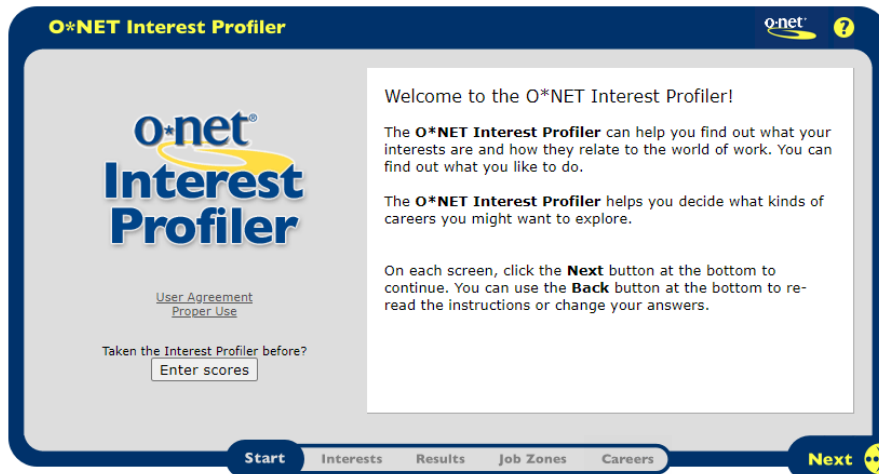 O*NET Interest Profiler
o·net
?
o*net®
Interest
Profiler
User Agreement
Proper Use
Taken the Interest Profiler before?
Enter scores
Welcome to the O*NET Interest Profiler!
The O*NET Interest Profiler can help you find out what your
interests are and how they relate to the world of work. You can
find out what you like to do.
The O*NET Interest Profiler helps you decide what kinds of
careers you might want to explore.
On each screen, click the Next button at the bottom to
continue. You can use the Back button at the bottom to re-
read the instructions or change your answers.
Start Interests Results Job Zones Careers
Next